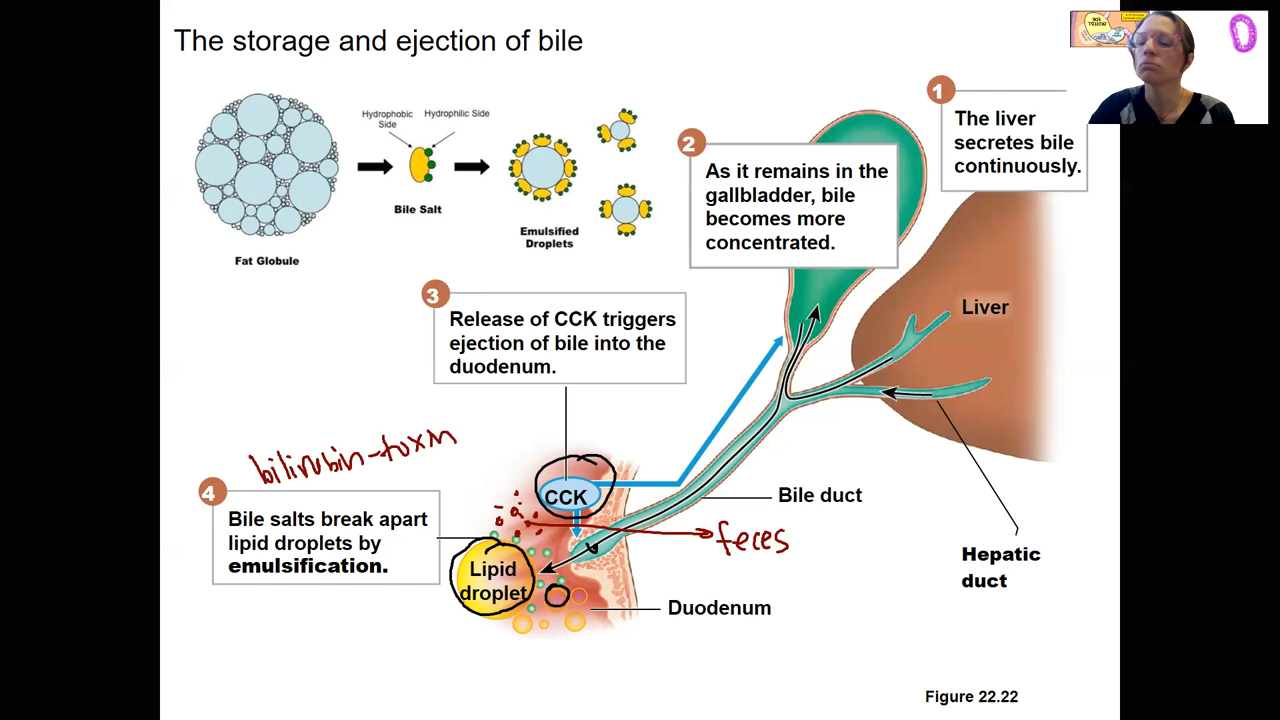 The storage and ejection of bile
Hydrophobic
Side
Hydrophilic Side
Bile Salt
Fat Globule
Emulsified
Droplets
1
The liver
secretes bile
continuously.
2
As it remains in the
gallbladder, bile
becomes more
concentrated.
3
Release of CCK triggers
ejection of bile into the
duodenum.
Liver
bilirubin-toxin
4
Bile salts break apart
lipid droplets by
emulsification.
CCK
Bile duct
feces
Hepatic
duct
Lipid
droplet
Duodenum
Figure 22.22